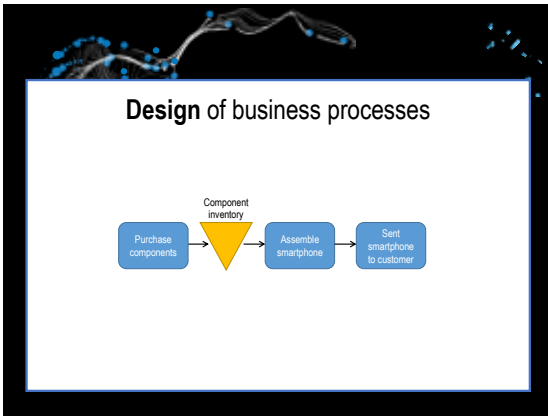 Design of business processes
Component
inventory
Purchase
components
Assemble
smartphone
Sent
smartphone
to customer